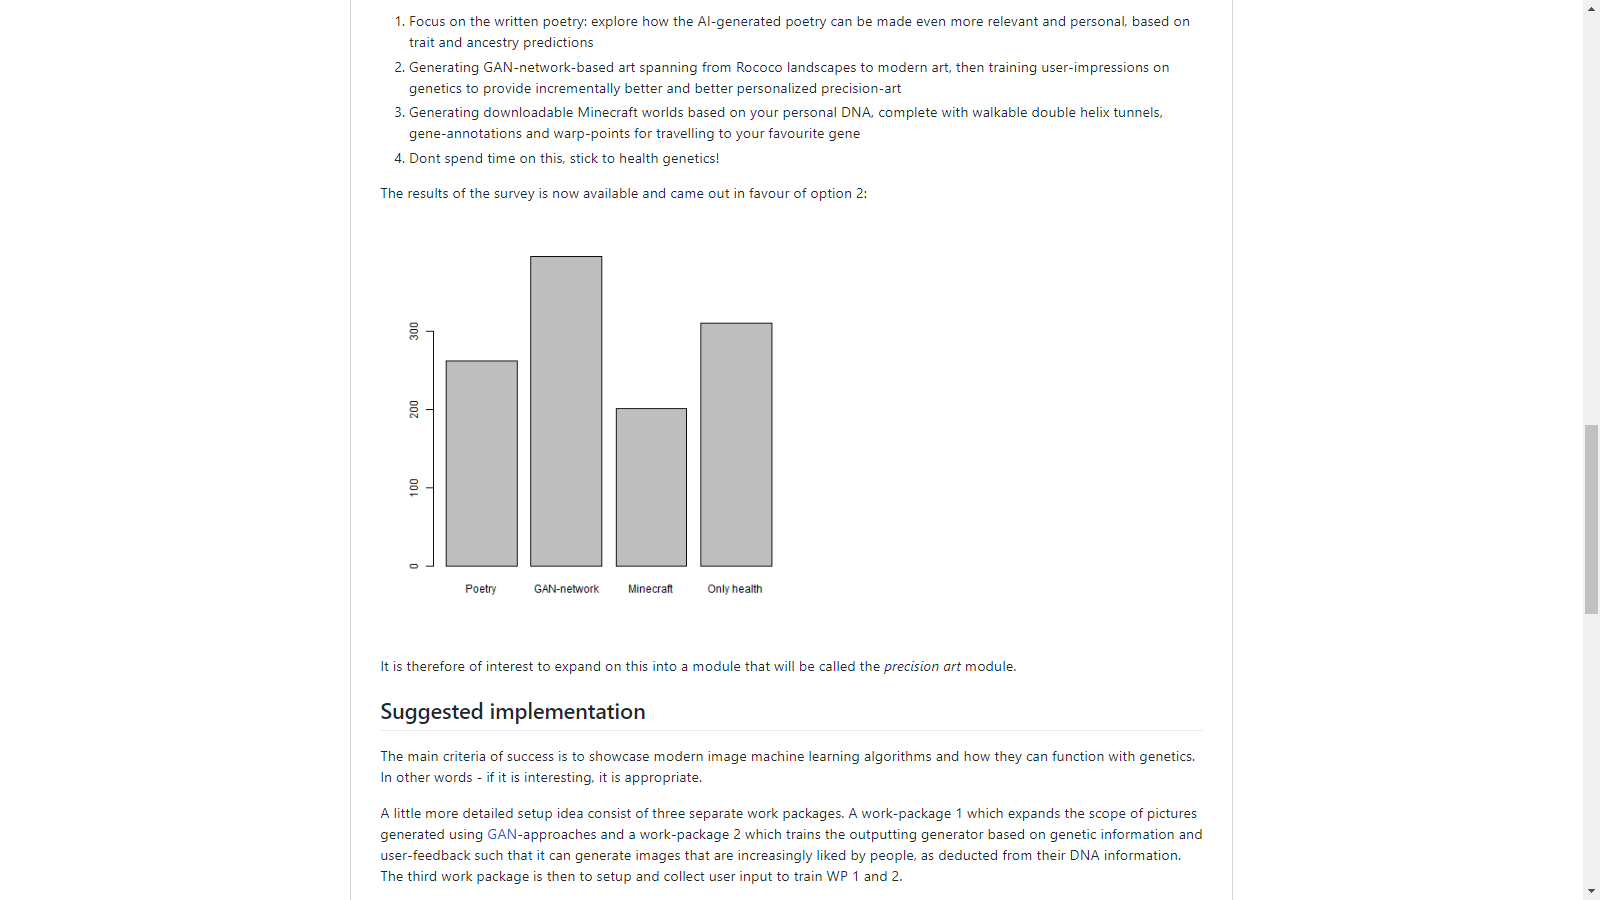 1. Focus on the written poetry: explore how the AI-generated poetry can be made even more relevant and personal, based on
trait and ancestry predictions
2. Generating GAN-network-based art spanning from Rococo landscapes to modern art, then training user-impressions on
genetics to provide incrementally better and better personalized precision-art
3. Generating downloadable Minecraft worlds based on your personal DNA, complete with walkable double helix tunnels,
gene-annotations and warp-points for travelling to your favourite gene
4. Dont spend time on this, stick to health genetics!
The results of the survey is now available and came out in favour of option 2:
300
200
100
0
Poetry GAN-network Minecraft Only health
It is therefore of interest to expand on this into a module that will be called the precision art module.
Suggested implementation
The main criteria of success is to showcase modern image machine learning algorithms and how they can function with genetics.
In other words - if it is interesting, it is appropriate.
A little more detailed setup idea consist of three separate work packages. A work-package 1 which expands the scope of pictures
generated using GAN-approaches and a work-package 2 which trains the outputting generator based on genetic information and
user-feedback such that it can generate images that are increasingly liked by people, as deducted from their DNA information.
The third work package is then to setup and collect user input to train WP 1 and 2.